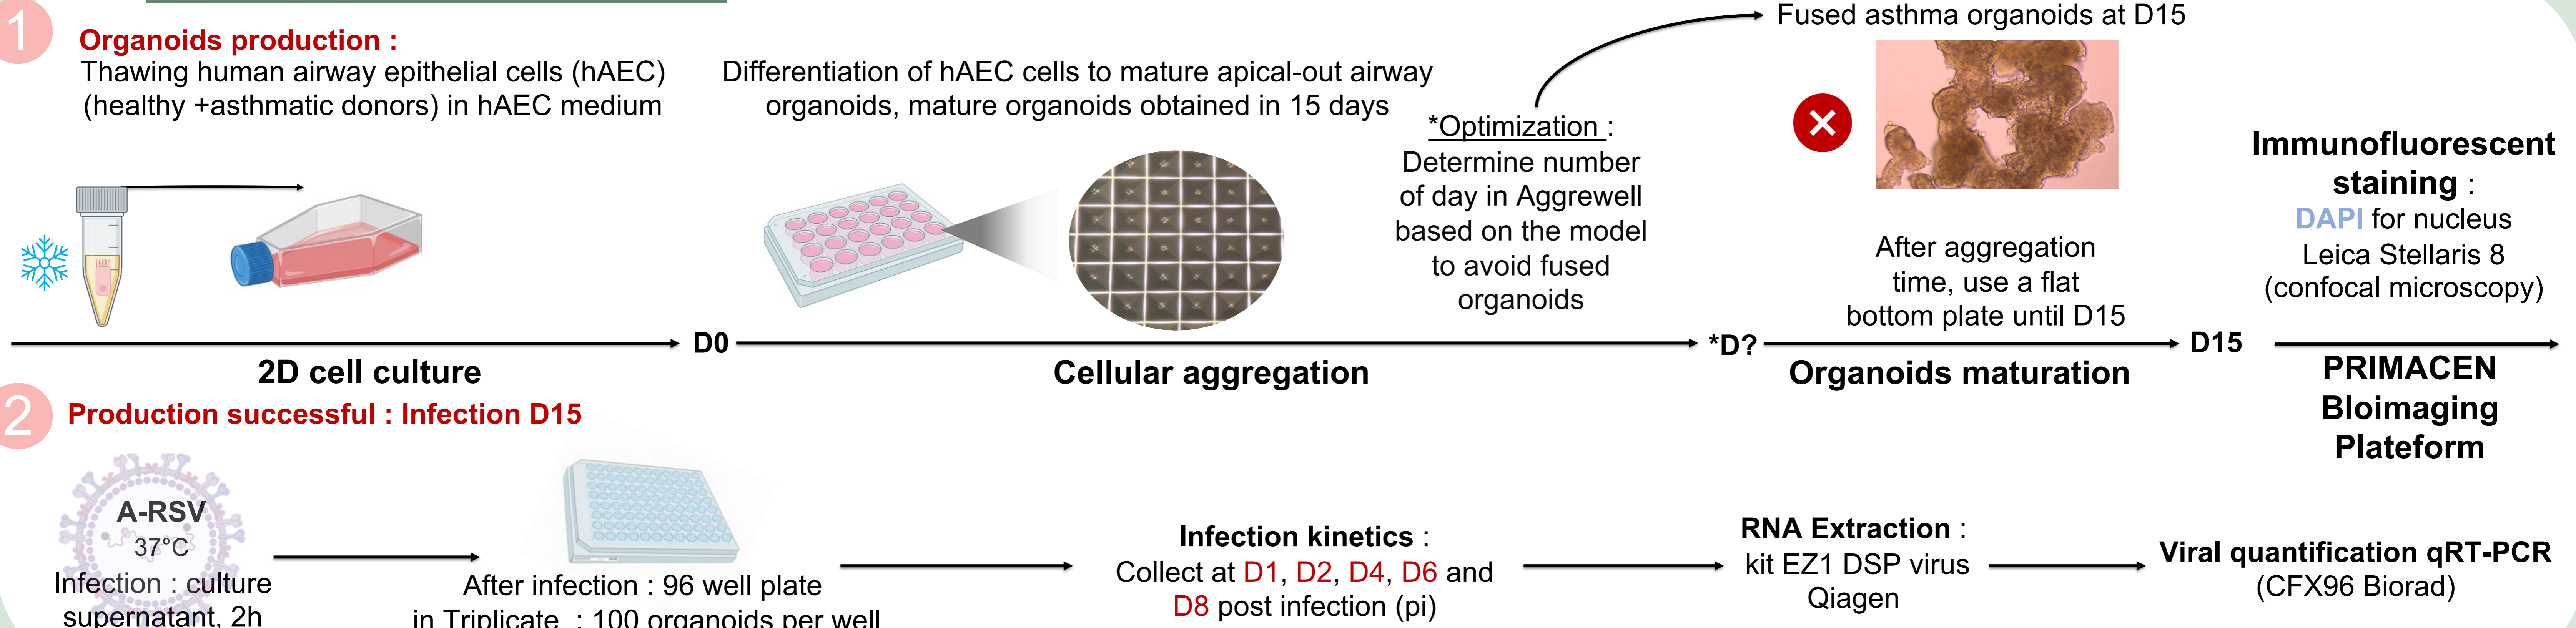 1
Organoids production :
Thawing human airway epithelial cells (hAEC)
(healthy +asthmatic donors) in hAEC medium
Differentiation of hAEC cells to mature apical-out airway
organoids, mature organoids obtained in 15 days
*Optimization :
Determine number
of day in Aggrewell
based on the model
to avoid fused
organoids
Fused asthma organoids at D15
After aggregation
time, use a flat
bottom plate until D15
Immunofluorescent
staining :
DAPI for nucleus
Leica Stellaris 8
(confocal microscopy)
D0
*D?
D15
2D cell culture
Cellular aggregation
Organoids maturation
PRIMACEN
Bloimaging
Plateform
2
Production successful : Infection D15
A-RSV
37°C
Infection : culture
supernatant, 2h
After infection : 96 well plate
in Triplicate : 100 organoids per well
Infection kinetics :
Collect at D1, D2, D4, D6 and
D8 post infection (pi)
RNA Extraction :
kit EZ1 DSP virus
Qiagen
Viral quantification qRT-PCR
(CFX96 Biorad)